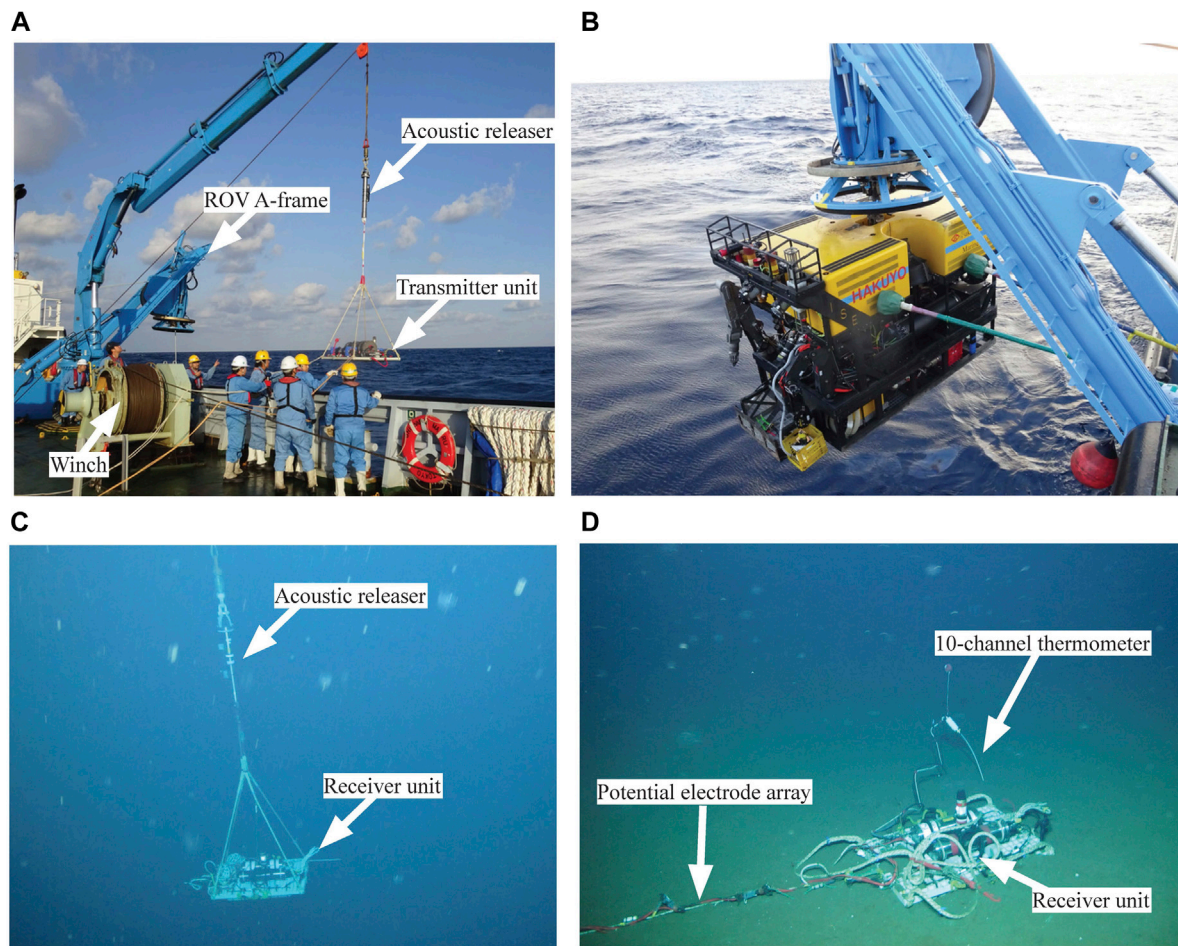 A
Acoustic releaser
ROV A-frame
Transmitter unit
Winch
B
HAKUYO
C
Acoustic releaser
Receiver unit
D
10-channel thermometer
Potential electrode array
Receiver unit